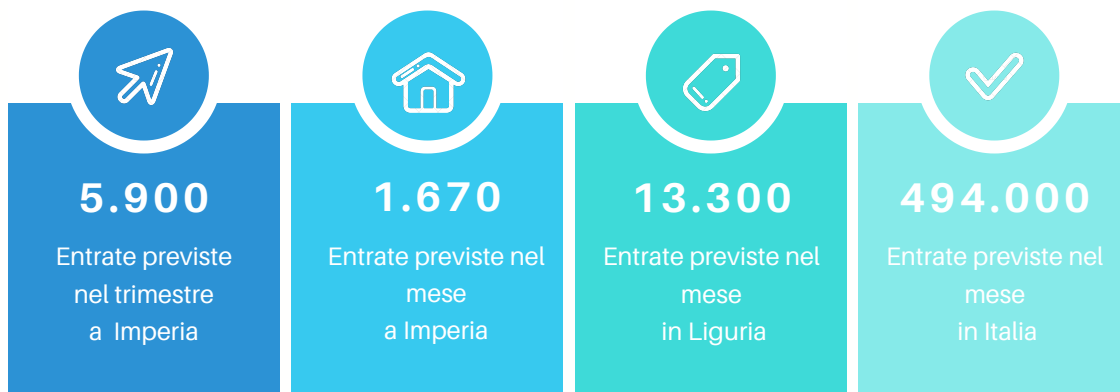 5.900
Entrate previste
nel trimestre
a Imperia
1.670
Entrate previste nel
mese
a Imperia
13.300
Entrate previste nel
mese
in Liguria
494.000
Entrate previste nel
mese
in Italia